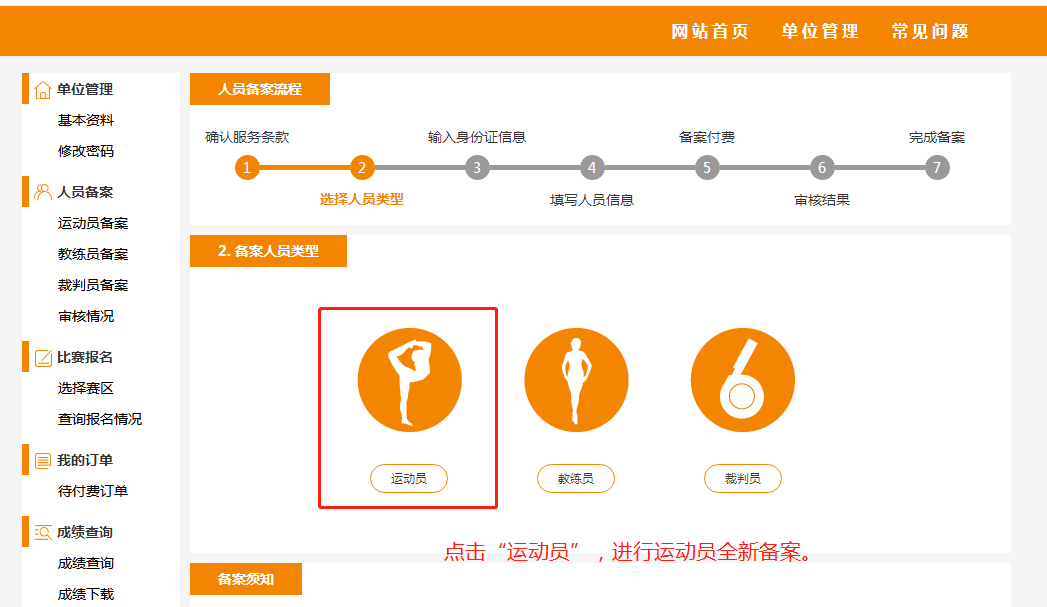 网站首页 单位管理 常见问题
单位管理
基本资料
修改密码
人员备案
运动员备案
教练员备案
裁判员备案
审核情况
比赛报名
选择赛区
查询报名情况
我的订单
待付费订单
成绩查询
成绩查询
成绩下载
人员备案流程
确认服务条款 输入身份证信息 备案付费 完成备案
1 2 3 4 5 6 7
选择人员类型 填写人员信息 审核结果
2. 备案人员类型
运动员 教练员 裁判员
点击“运动员”，进行运动员全新备案。
备案须知